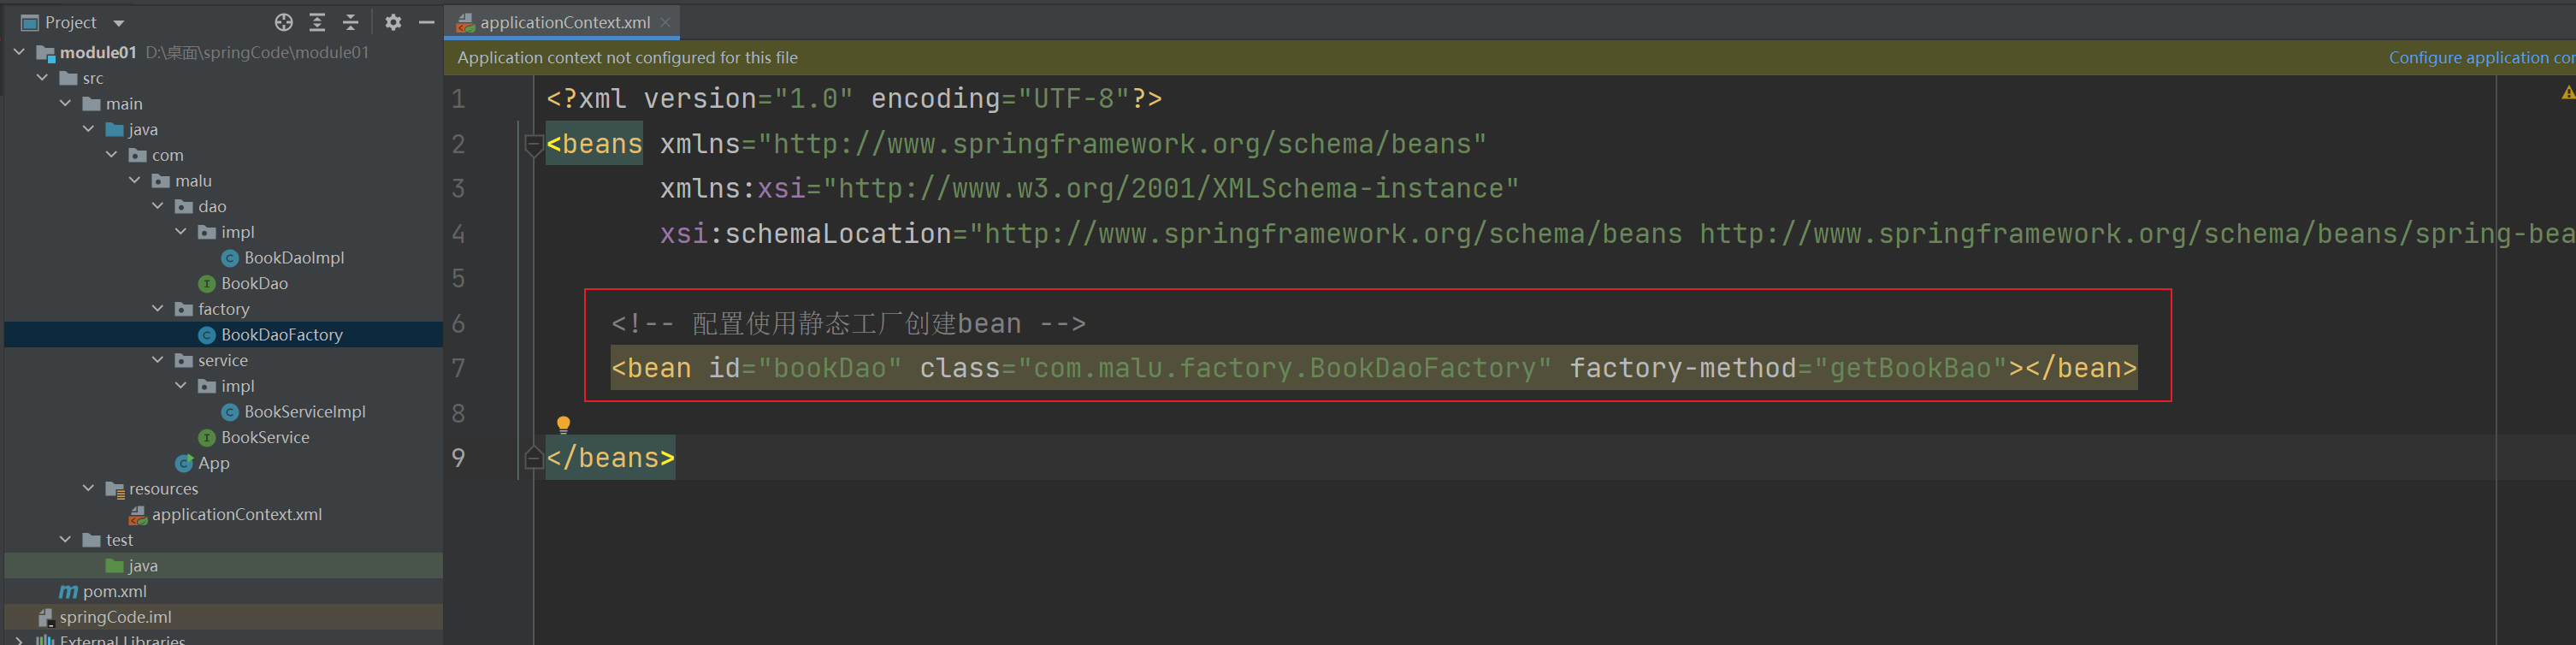 Project
module01 D:\桌面\springCode\module01
src
main
java
com
malu
dao
impl
BookDaoImpl
BookDao
factory
BookDaoFactory
service
impl
BookServiceImpl
BookService
App
resources
applicationContext.xml
test
java
pom.xml
springCode.iml
External Libraries
applicationContext.xml
Application context not configured for this file
Configure application con
1 <?xml version="1.0" encoding="UTF-8"?>
2 <beans xmlns="http://www.springframework.org/schema/beans"
3 xmlns:xsi="http://www.w3.org/2001/XMLSchema-instance"
4 xsi:schemaLocation="http://www.springframework.org/schema/beans http://www.springframework.org/schema/beans/spring-bea
5
6 <!-- 配置使用静态工厂创建bean -->
7 <bean id="bookDao" class="com.malu.factory.BookDaoFactory" factory-method="getBookBao"></bean>
8
9 </beans>